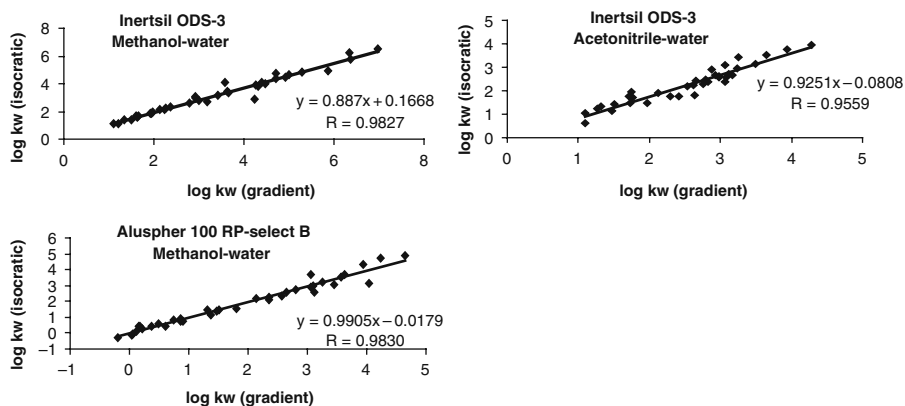 Inertsil ODS-3
Methanol-water
log kw (isocratic)
8
6
4
2
0
y = 0.887x + 0.1668
R = 0.9827
0 2 4 6 8
log kw (gradient)
Inertsil ODS-3
Acetonitrile-water
log kw (isocratic)
5
4
3
2
1
0
y = 0.9251x−0.0808
R = 0.9559
0 1 2 3 4 5
log kw (gradient)
Aluspher 100 RP-select B
Methanol-water
log kw (isocratic)
6
5
4
3
2
1
0
−1
y = 0.9905x−0.0179
R = 0.9830
−1 0 1 2 3 4 5
log kw (gradient)